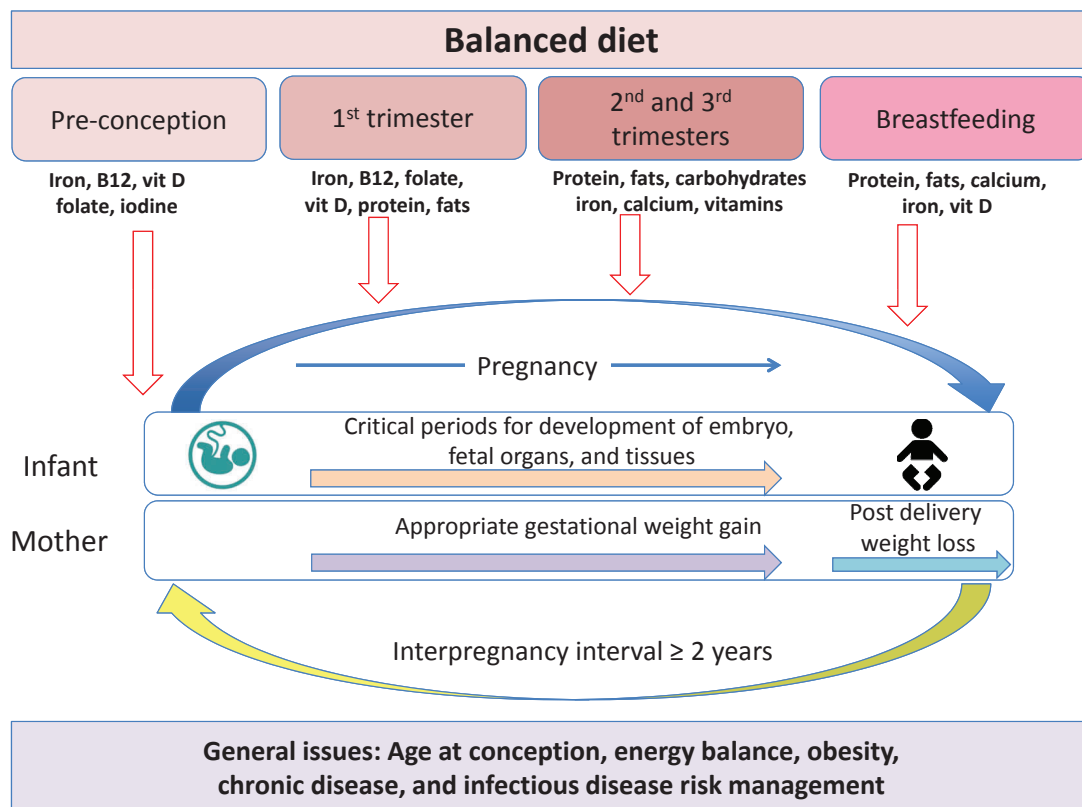 Balanced diet
Pre-conception
1st trimester
2nd and 3rd
trimesters
Breastfeeding
Iron, B12, vit D
folate, iodine
Iron, B12, folate,
vit D, protein, fats
Protein, fats, carbohydrates
iron, calcium, vitamins
Protein, fats, calcium,
iron, vit D
Pregnancy
Infant
Critical periods for development of embryo,
fetal organs, and tissues
Mother
Appropriate gestational weight gain
Post delivery
weight loss
Interpregnancy interval ≥ 2 years
General issues: Age at conception, energy balance, obesity,
chronic disease, and infectious disease risk management